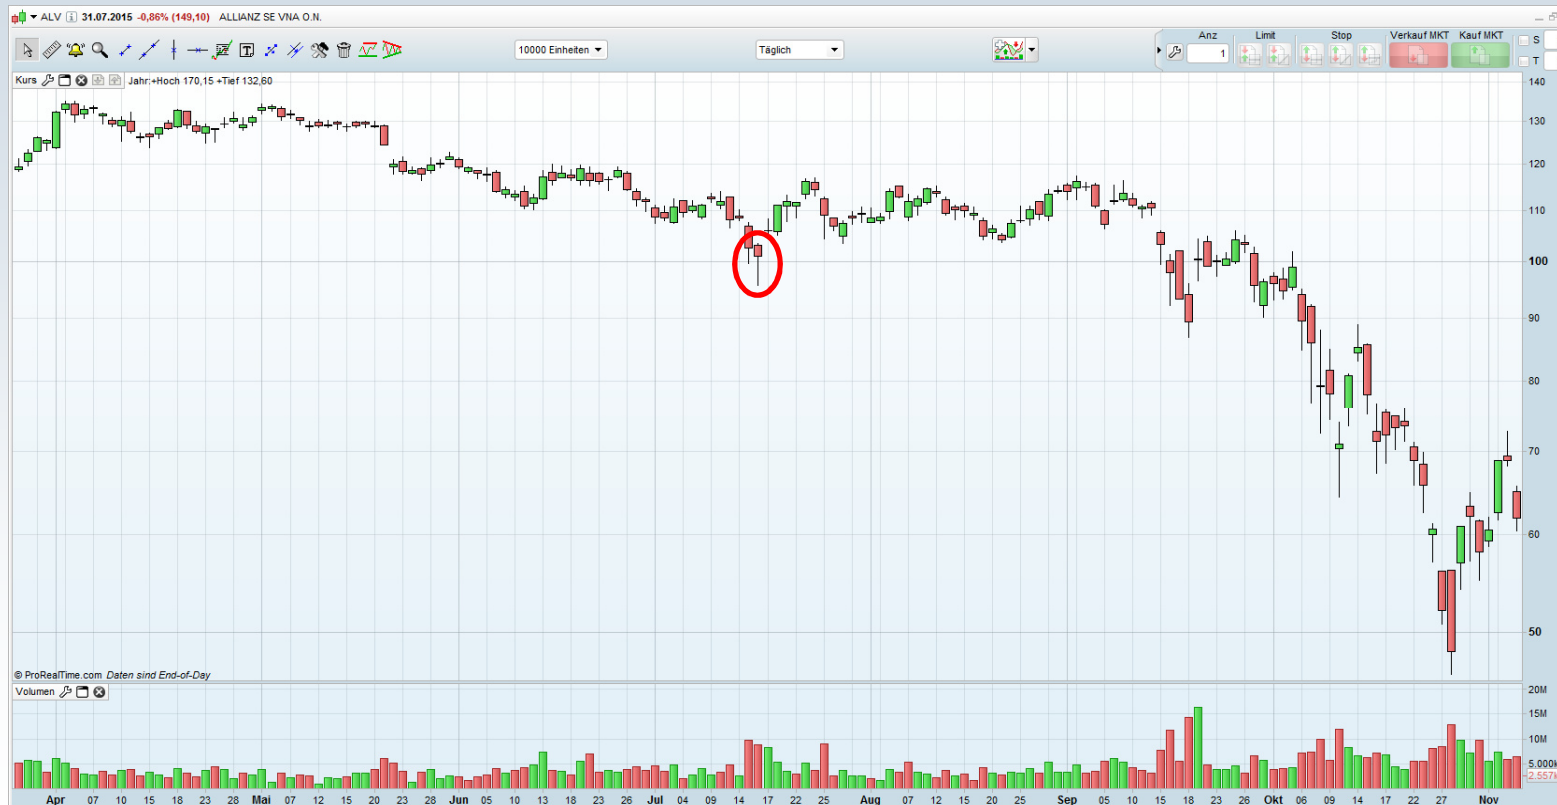 ALV 31.07.2015 -0,86% (149,10) ALLIANZ SE VNA O.N.
10000 Einheiten
Täglich
Anz Limit Stop Verkauf MKT Kauf MKT S
1
T
Kurs Jahr:+Hoch 170,15 +Tief 132,60
140
130
120
110
100
90
80
70
60
50
© ProRealTime.com Daten sind End-of-Day
Volumen
20M
15M
10M
5.000k
2.557k
Apr 07 10 15 18 23 28 Mai 07 12 15 20 23 28 Jun 05 10 13 18 23 26 Jul 04 09 14 17 22 25 Aug 07 12 15 20 25 Sep 05 10 15 18 23 26 Okt 06 09 14 17 22 27 Nov